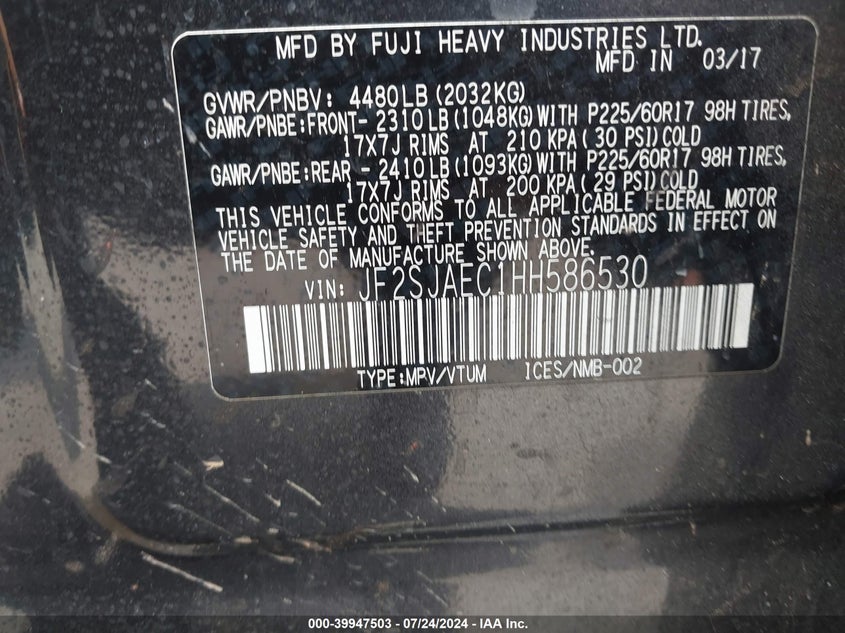 MFD BY FUJI HEAVY INDUSTRIES LTD.
MFD IN 03/17
GVWR/PNBV: 4480LB(2032KG)
GAWR/PNBE:FRONT- 2310LB(1048KG)WITH P225/60R17 98H TIRES,
17X7J RIMS AT 210 KPA(30 PSI)COLD
GAWR/PNBE:REAR - 2410LB(1093KG)WITH P225/60R17 98H TIRES,
17X7J RIMS AT 200 KPA(29 PSI)COLD
THIS VEHICLE CONFORMS TO ALL APPLICABLE FEDERAL MOTOR
VEHICLE SAFETY AND THEFT PREVENTION STANDARDS IN EFFECT ON
THE DATE OF MANUFACTURE SHOWN ABOVE.
VIN: JF2SJAEC1HH586530
TYPE:MPV/VTUM ICES/NMB-002
000-39947503 - 07/24/2024 - IAA Inc.